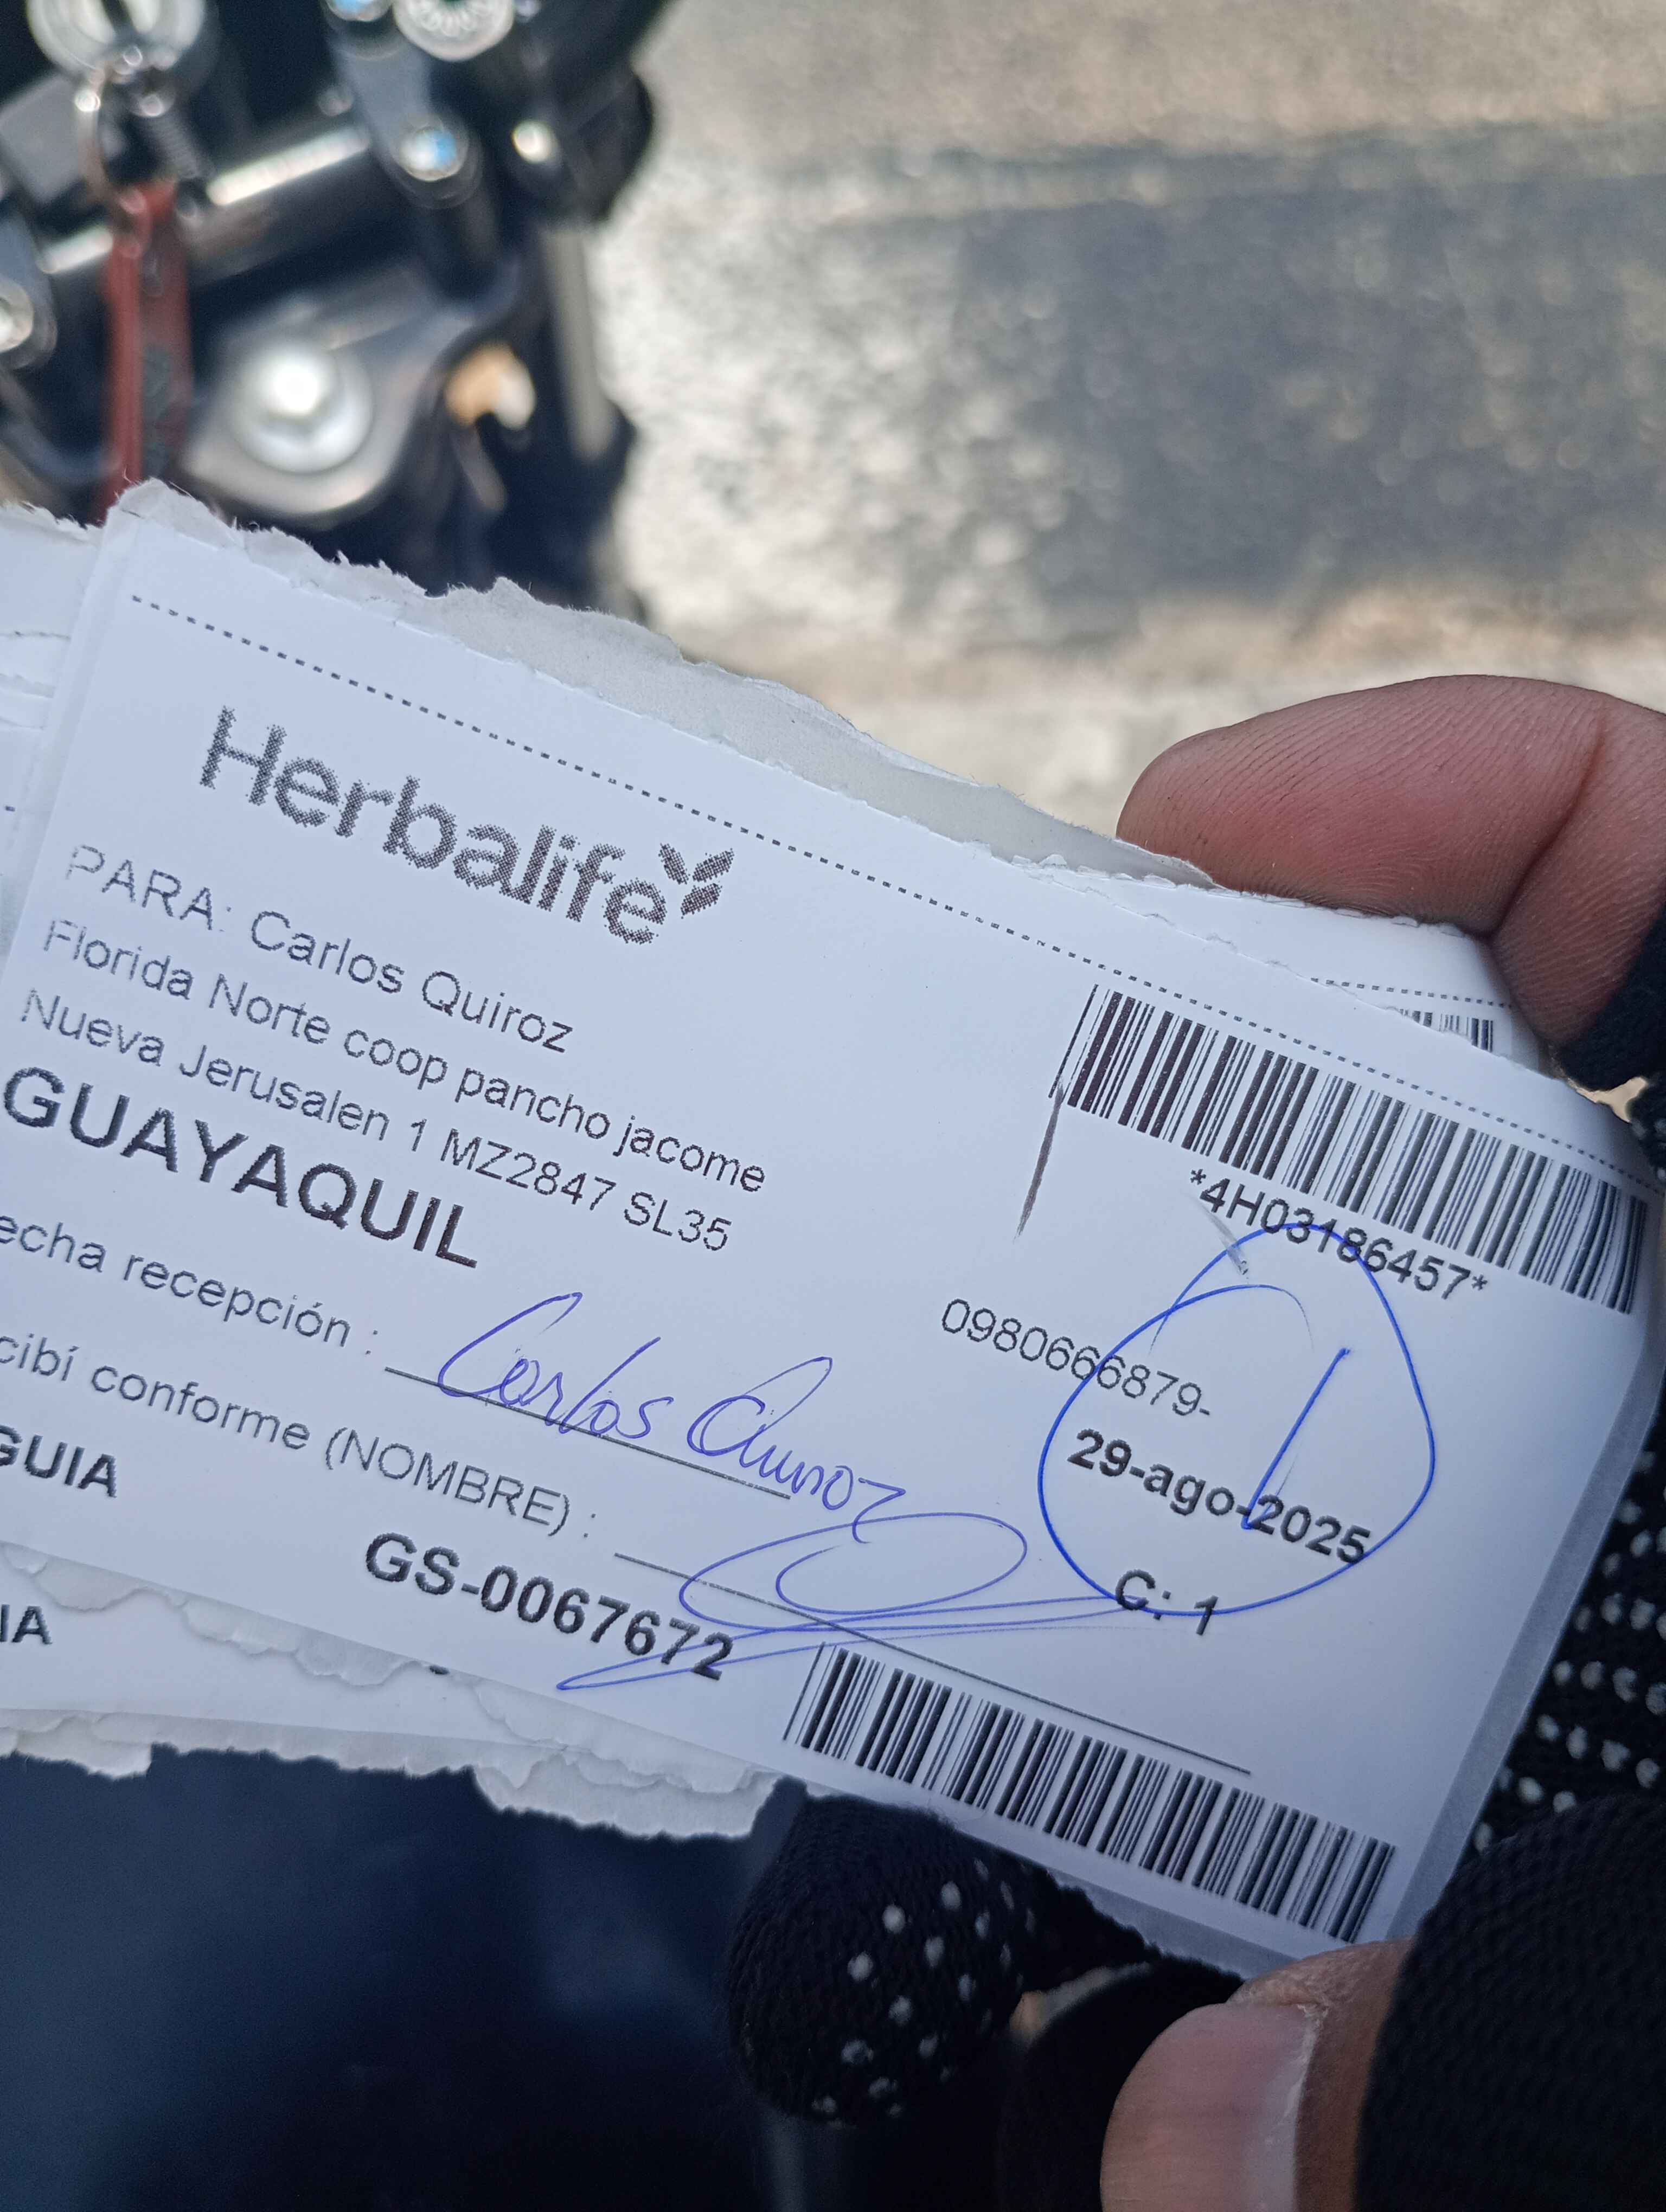 Herbalife
PARA: Carlos Quiroz
Florida Norte coop pancho jacome
Nueva Jerusalen 1 MZ2847 SL35
GUAYAQUIL
*4H03186457*
0980666879-
1
29-ago-2025
C: 1
echa recepción :
Carlos Quiroz
cibí conforme (NOMBRE) :
GUIA
GS-0067672
IA